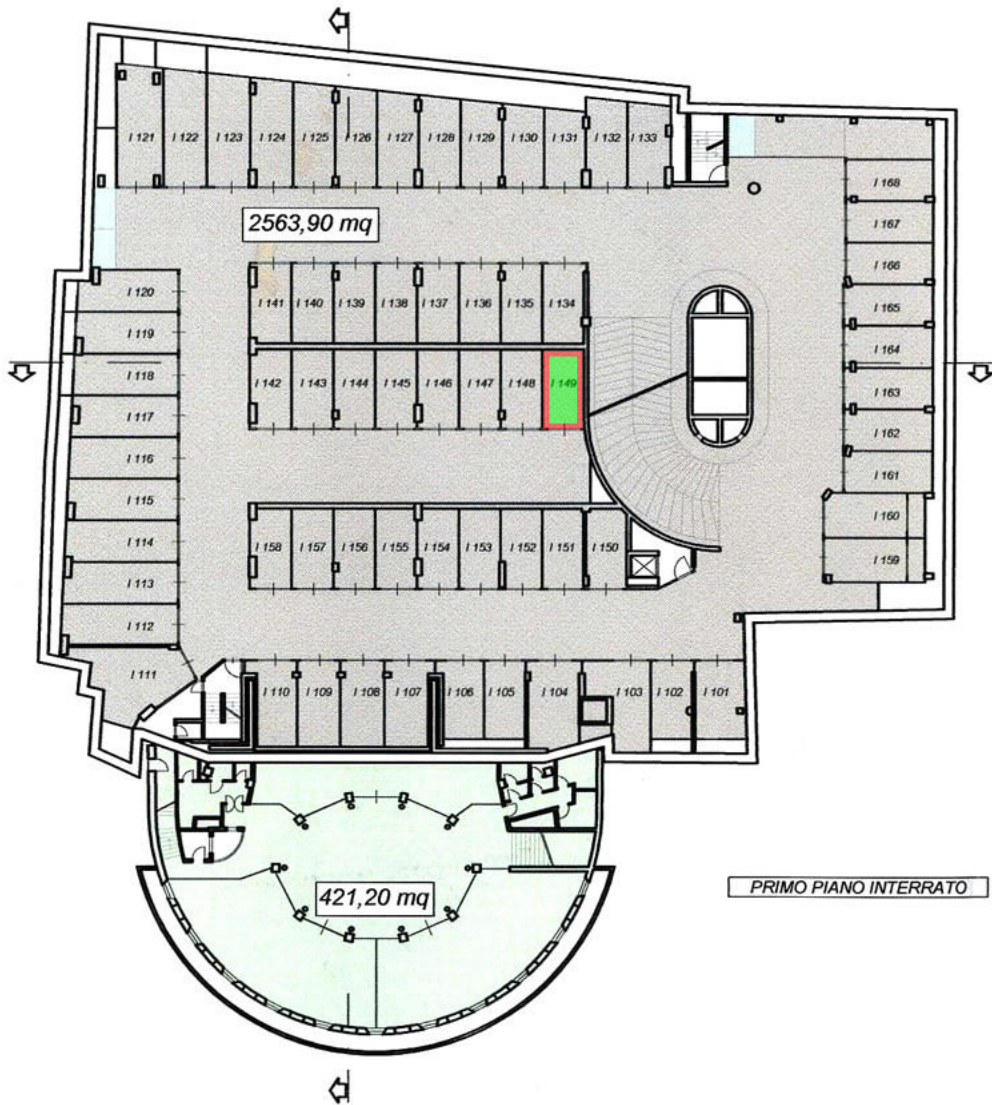 I 121
I 122
I 123
I 124
I 125
I 126
I 127
I 128
I 129
I 130
I 131
I 132
I 133
I 168
I 167
2563,90 mq
I 166
I 120
I 141
I 140
I 139
I 138
I 137
I 136
I 135
I 134
I 165
I 119
I 164
I 118
I 142
I 143
I 144
I 145
I 146
I 147
I 148
I 149
I 163
I 117
I 162
I 116
I 161
I 115
I 160
I 114
I 158
I 157
I 156
I 155
I 154
I 153
I 152
I 151
I 150
I 159
I 113
I 112
I 111
I 110
I 109
I 108
I 107
I 106
I 105
I 104
I 103
I 102
I 101
421,20 mq
PRIMO PIANO INTERRATO